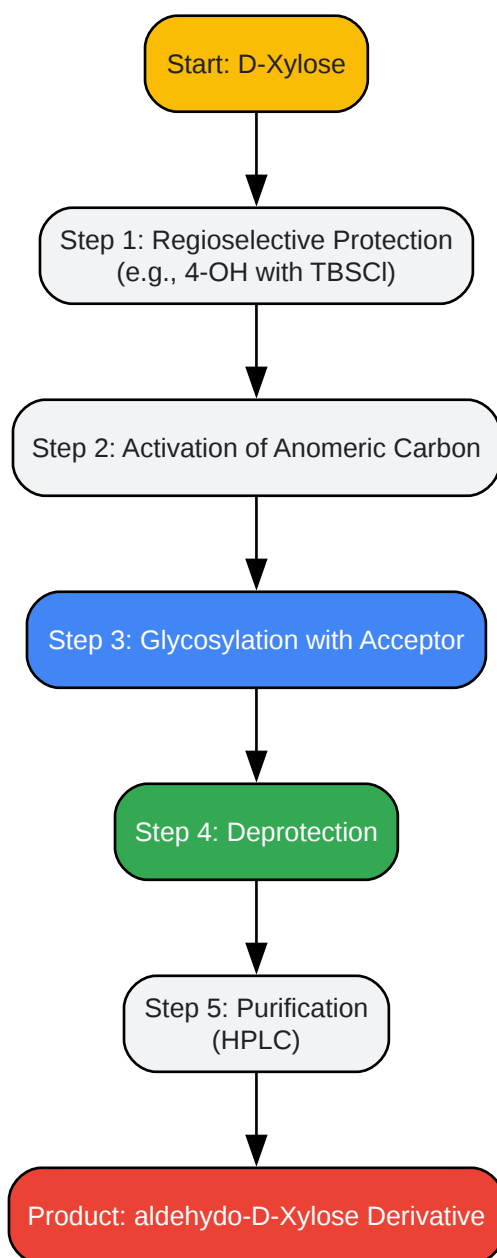 Start: D-Xylose
Step 1: Regioselective Protection
(e.g., 4-OH with TBSCl)
Step 2: Activation of Anomeric Carbon
Step 3: Glycosylation with Acceptor
Step 4: Deprotection
Step 5: Purification
(HPLC)
Product: aldehydo-D-Xylose Derivative